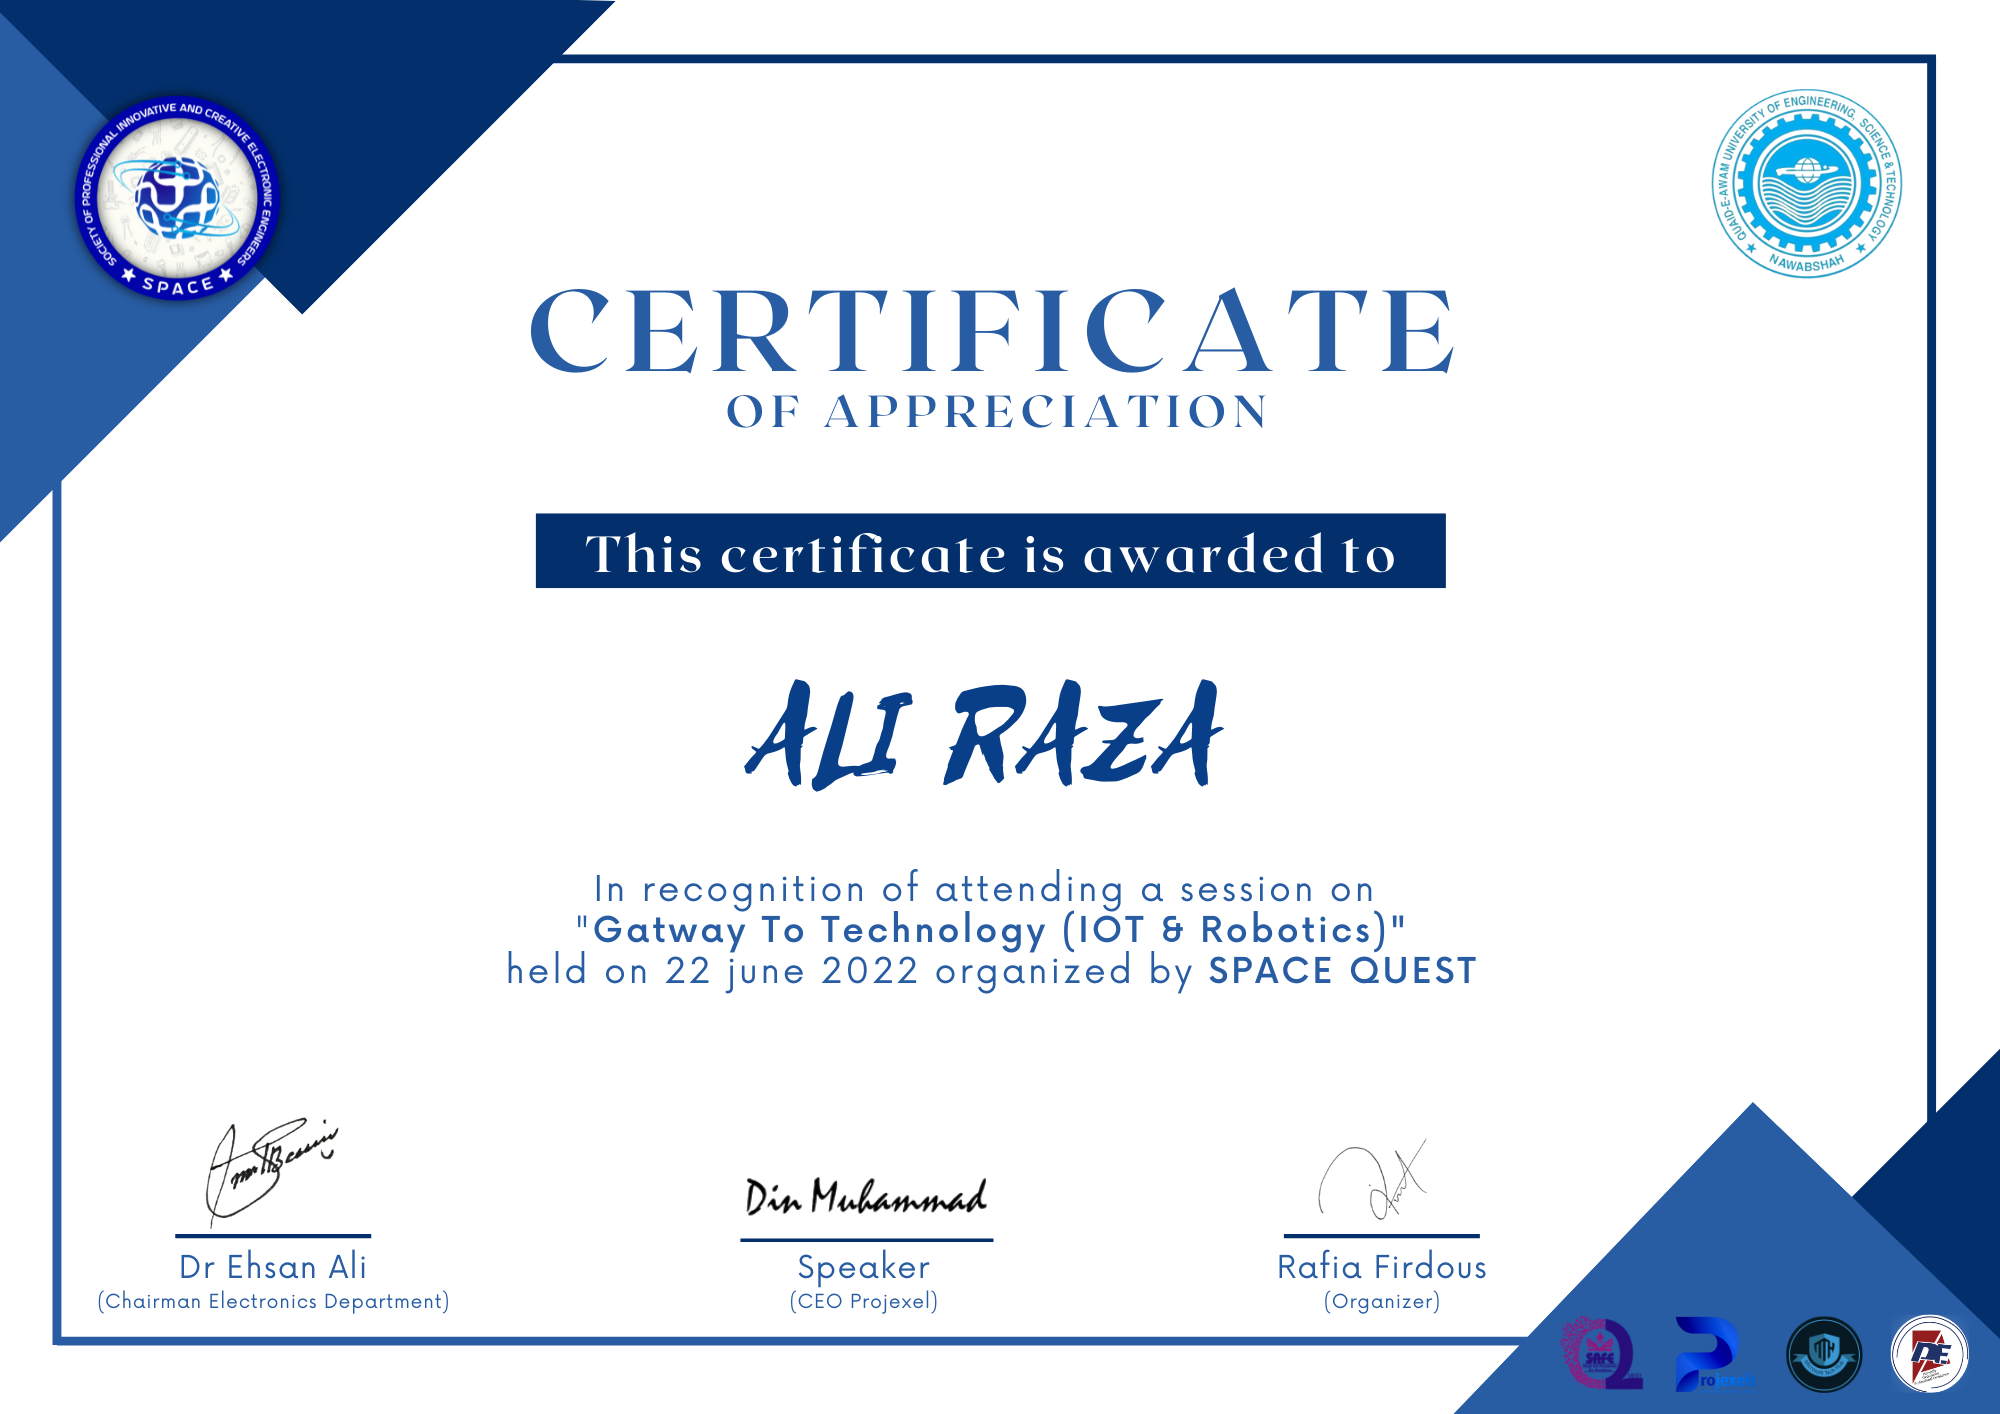 SOCIETY OF PROFESSIONAL INNOVATIVE AND CREATIVE ELECTRONIC ENGINEERS
SPACE
QUAID-E-AWAM UNIVERSITY OF ENGINEERING, SCIENCE & TECHNOLOGY
NAWABSHAH
CERTIFICATE
OF APPRECIATION
This certificate is awarded to
ALI RAZA
In recognition of attending a session on
"Gatway To Technology (IOT & Robotics)"
held on 22 june 2022 organized by SPACE QUEST
Din Muhammad
Dr Ehsan Ali
(Chairman Electronics Department)
Speaker
(CEO Projexel)
Rafia Firdous
(Organizer)
SAFE